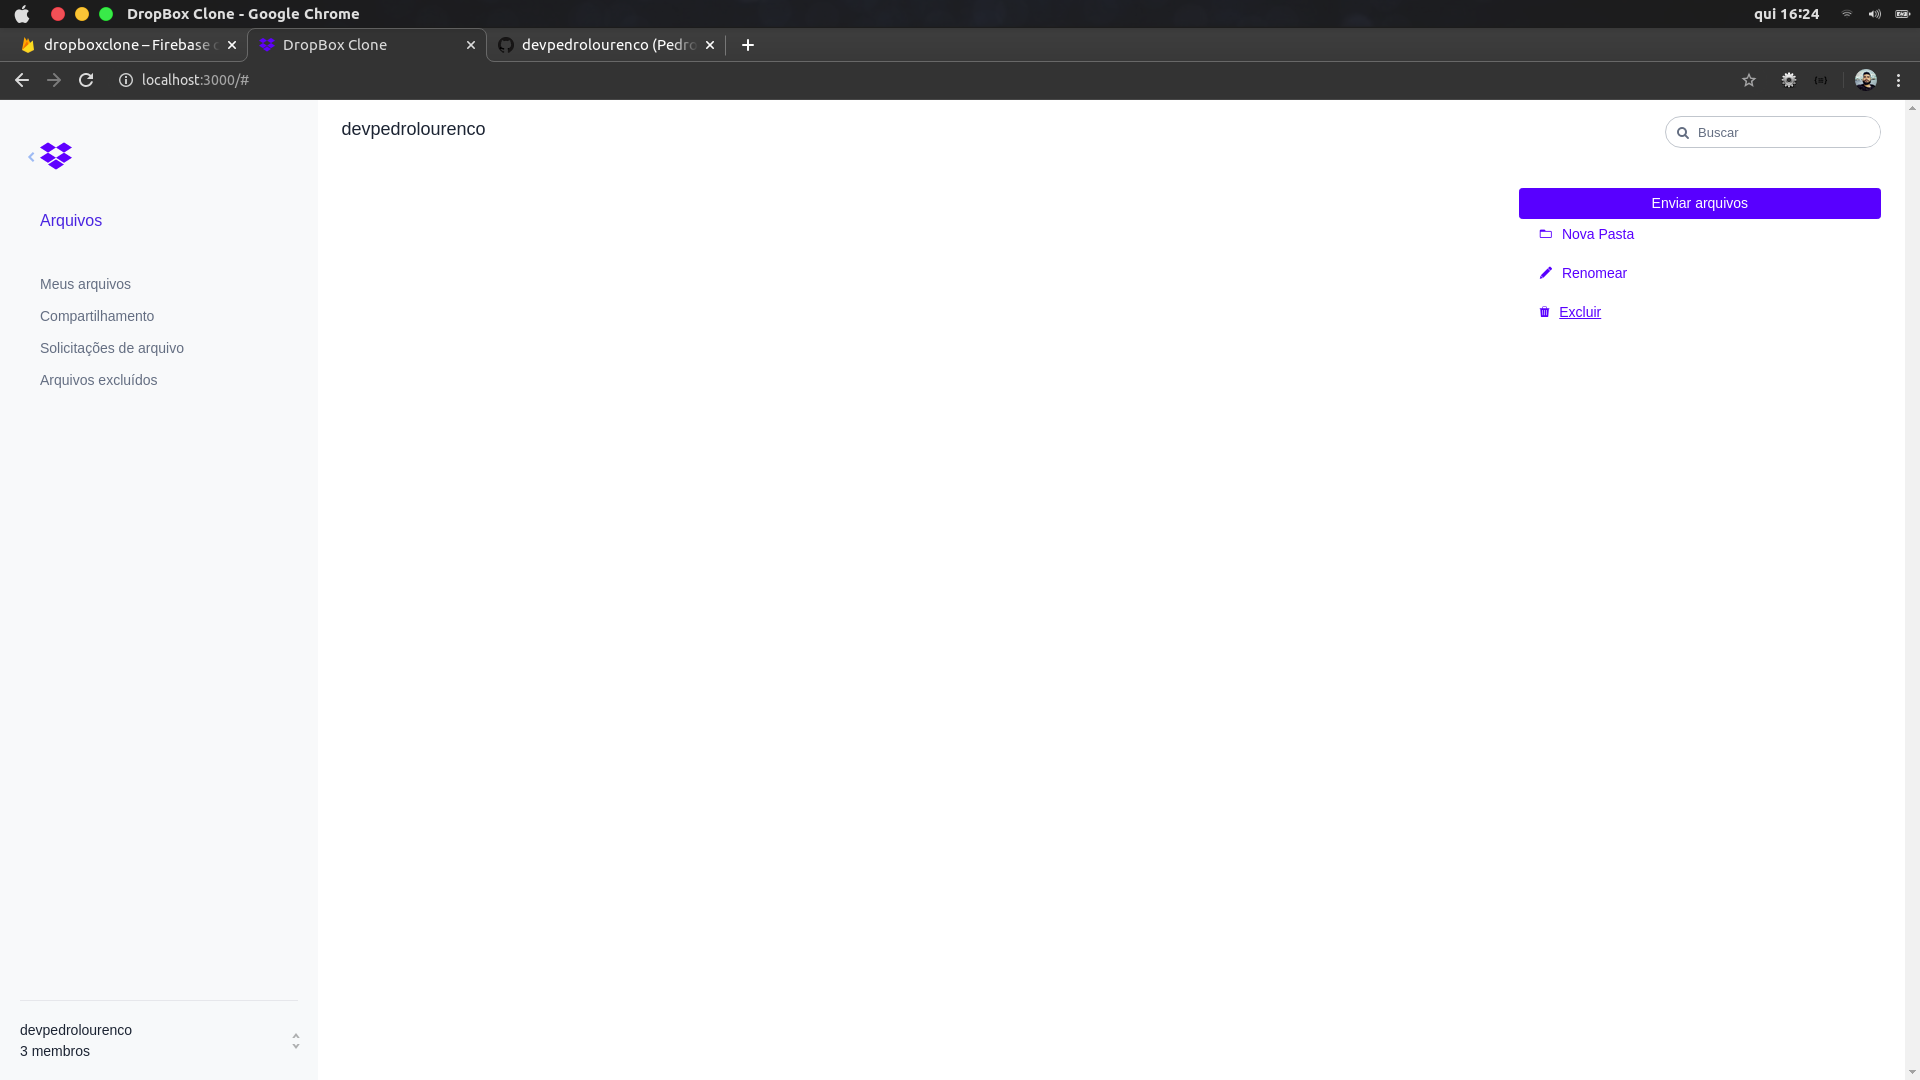 DropBox Clone - Google Chrome
qui 16:24
dropboxclone – Firebase
DropBox Clone
devpedrolourenco (Pedro
localhost:3000/#
devpedrolourenco
Buscar
Arquivos
Meus arquivos
Compartilhamento
Solicitações de arquivo
Arquivos excluídos
Enviar arquivos
Nova Pasta
Renomear
Excluir
devpedrolourenco
3 membros